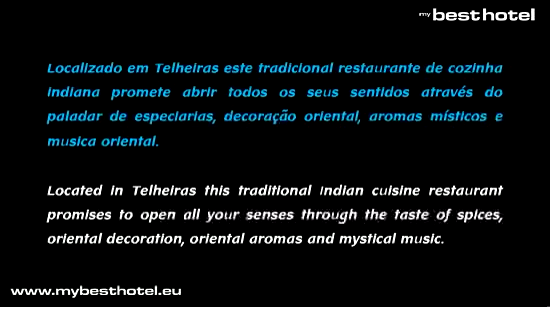 my besthotel
Localizado em Telheiras este tradicional restaurante de cozinha
indiana promete abrir todos os seus sentidos através do
paladar de especiarias, decoração oriental, aromas místicos e
musica oriental.
Located in Telheiras this traditional Indian cuisine restaurant
promises to open all your senses through the taste of spices,
oriental decoration, oriental aromas and mystical music.
www.mybesthotel.eu